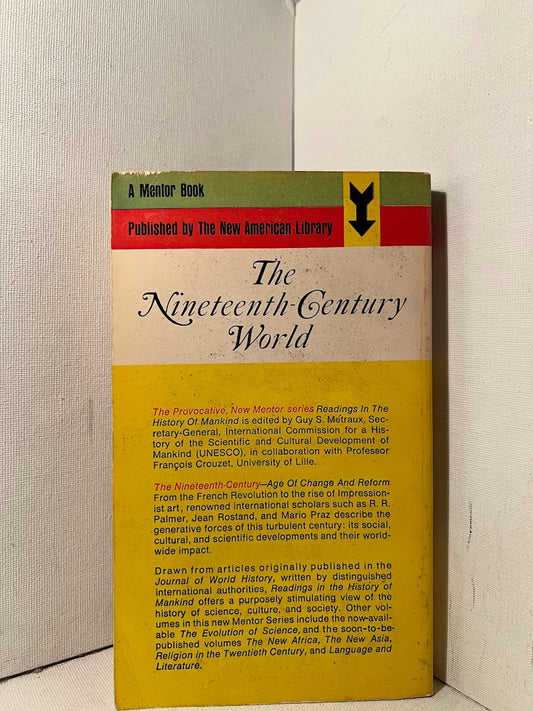 A Mentor Book
Published by The New American Library
The
Nineteenth-Century
World
The Provocative, New Mentor series Readings In The
History Of Mankind is edited by Guy S. Métraux, Sec-
retary-General, International Commission for a His-
tory of the Scientific and Cultural Development of
Mankind (UNESCO), in collaboration with Professor
François Crouzet, University of Lille.
The Nineteenth-Century—Age Of Change And Reform
From the French Revolution to the rise of Impression-
ist art, renowned international scholars such as R. R.
Palmer, Jean Rostand, and Mario Praz describe the
generative forces of this turbulent century: its social,
cultural, and scientific developments and their world-
wide impact.
Drawn from articles originally published in the
Journal of World History, written by distinguished
international authorities, Readings in the History of
Mankind offers a purposely stimulating view of the
history of science, culture, and society. Other vol-
umes in this new Mentor Series include the now-avail-
able The Evolution of Science, and the soon-to-be-
published volumes The New Africa, The New Asia,
Religion in the Twentieth Century, and Language and
Literature.